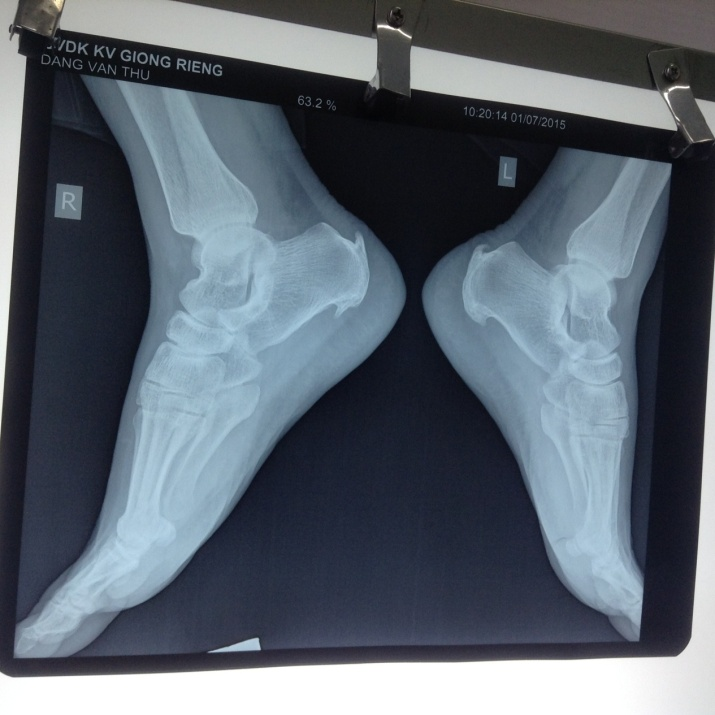 KV GIONG RIENG
DANG VAN THU
63.2 %
10:20:14 01/07/2015
R
L